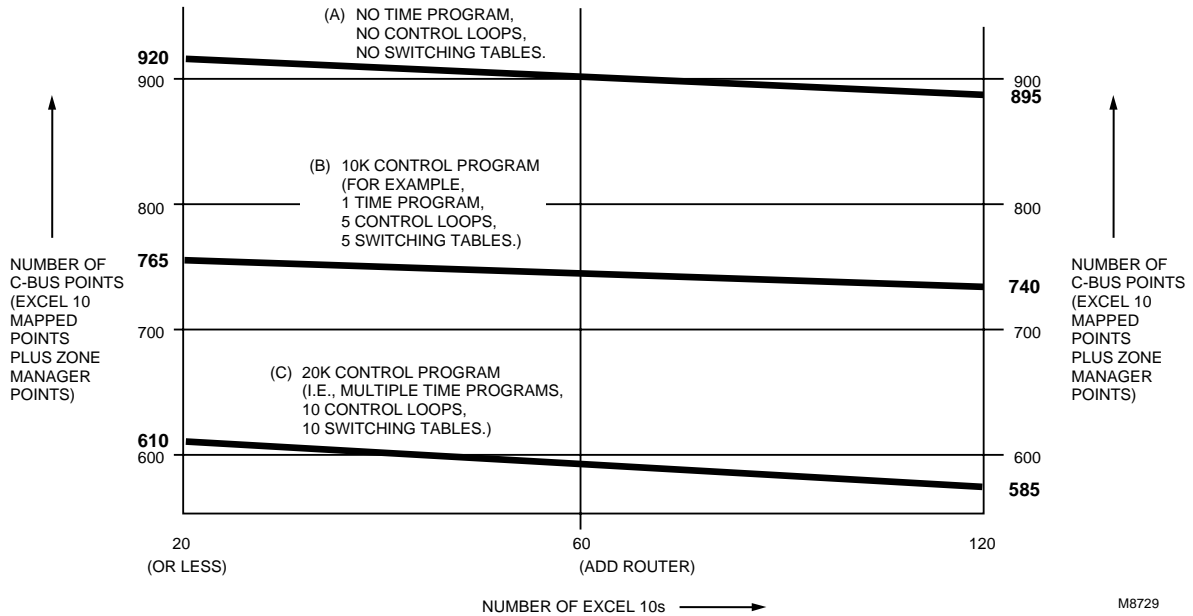 (A) NO TIME PROGRAM,
NO CONTROL LOOPS,
NO SWITCHING TABLES.
920
900
900
895
(B) 10K CONTROL PROGRAM
(FOR EXAMPLE,
1 TIME PROGRAM,
5 CONTROL LOOPS,
5 SWITCHING TABLES.)
800
800
NUMBER OF
C-BUS POINTS
(EXCEL 10
MAPPED
POINTS
PLUS ZONE
MANAGER
POINTS)
765
740
NUMBER OF
C-BUS POINTS
(EXCEL 10
MAPPED
POINTS
PLUS ZONE
MANAGER
POINTS)
700
700
(C) 20K CONTROL PROGRAM
(I.E., MULTIPLE TIME PROGRAMS,
10 CONTROL LOOPS,
10 SWITCHING TABLES.)
610
600
600
585
20
(OR LESS)
60
(ADD ROUTER)
120
NUMBER OF EXCEL 10s
M8729